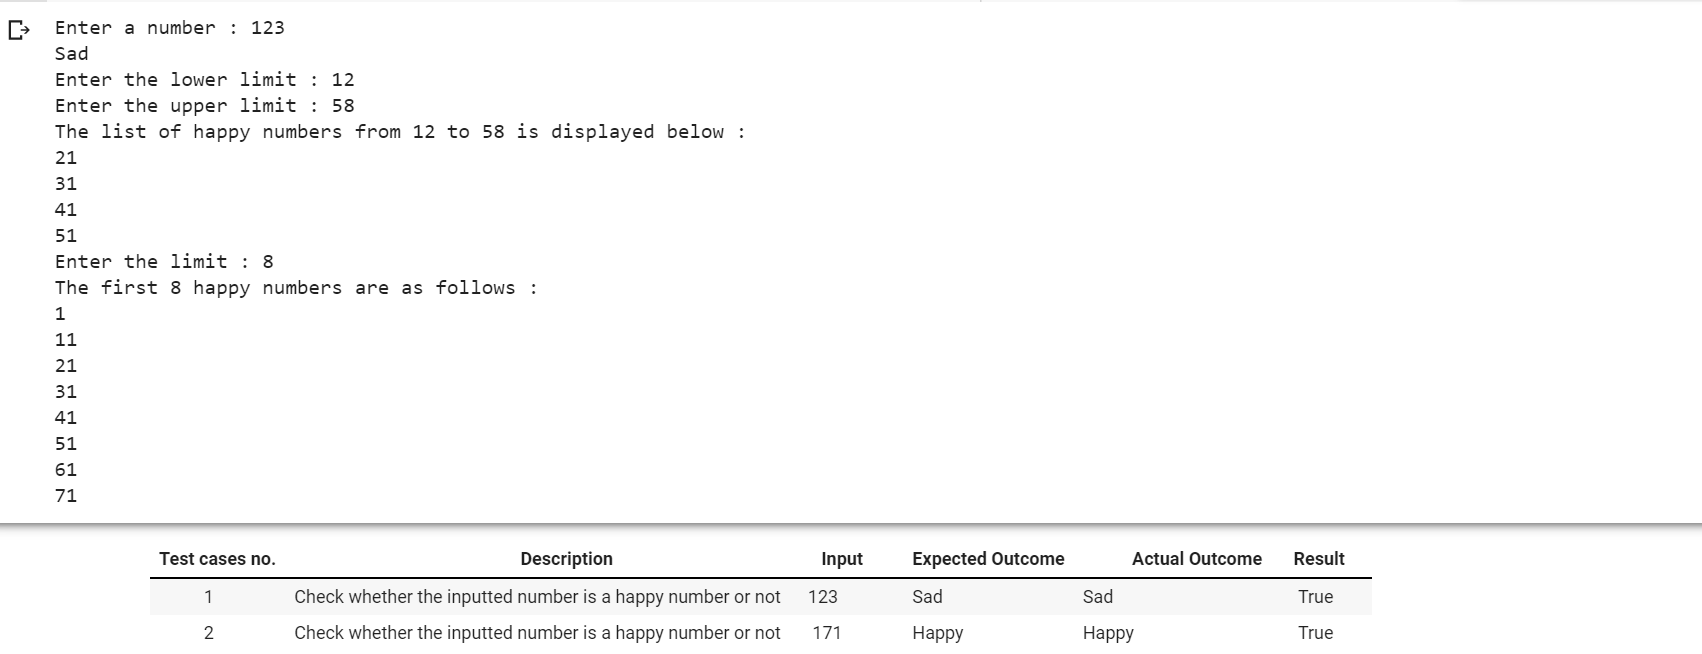 Enter a number : 123
Sad
Enter the lower limit : 12
Enter the upper limit : 58
The list of happy numbers from 12 to 58 is displayed below :
21
31
41
51
Enter the limit : 8
The first 8 happy numbers are as follows :
1
11
21
31
41
51
61
71
Test cases no. Description Input Expected Outcome Actual Outcome Result
1 Check whether the inputted number is a happy number or not 123 Sad Sad True
2 Check whether the inputted number is a happy number or not 171 Happy Happy True